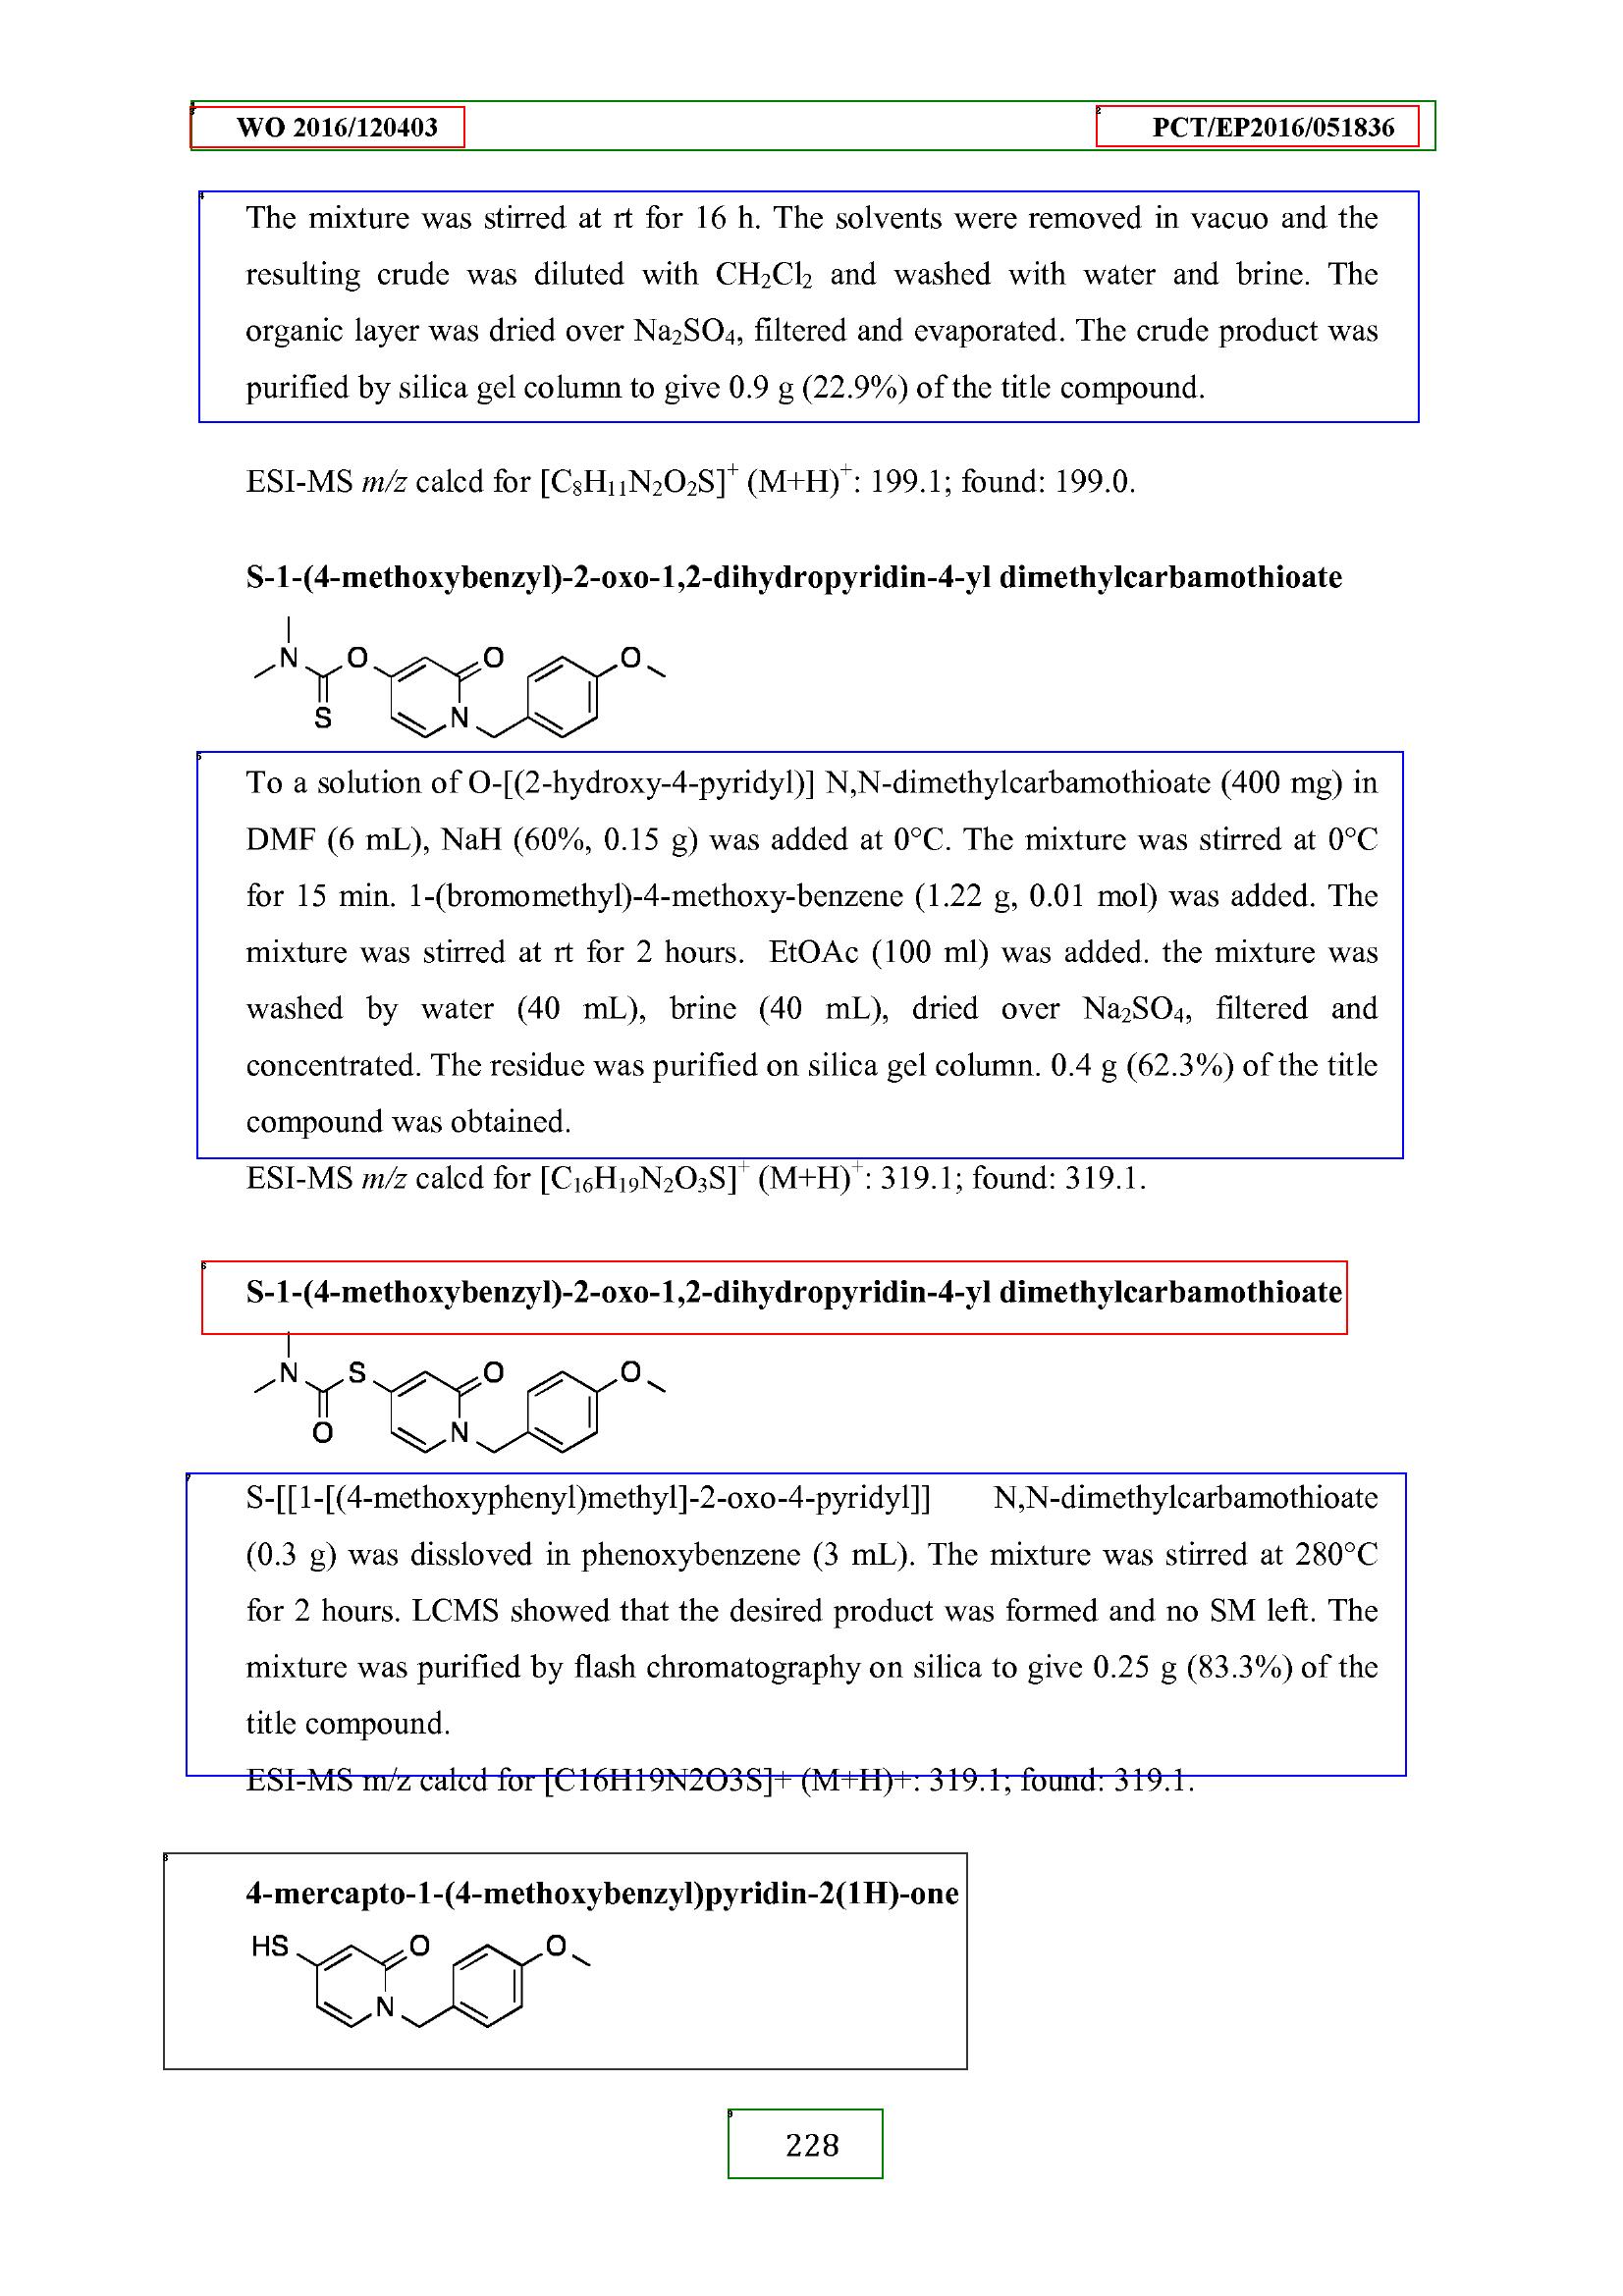 WO 2016/120403 PCT/EP2016/051836
The mixture was stirred at rt for 16 h. The solvents were removed in vacuo and the
resulting crude was diluted with CH₂Cl₂ and washed with water and brine. The
organic layer was dried over Na₂SO₄, filtered and evaporated. The crude product was
purified by silica gel column to give 0.9 g (22.9%) of the title compound.
ESI-MS m/z calcd for [C₈H₁₁N₂O₂S]⁺ (M+H)⁺: 199.1; found: 199.0.
S-1-(4-methoxybenzyl)-2-oxo-1,2-dihydropyridin-4-yl dimethylcarbamothioate
N O O O
S N
To a solution of O-[(2-hydroxy-4-pyridyl)] N,N-dimethylcarbamothioate (400 mg) in
DMF (6 mL), NaH (60%, 0.15 g) was added at 0°C. The mixture was stirred at 0°C
for 15 min. 1-(bromomethyl)-4-methoxy-benzene (1.22 g, 0.01 mol) was added. The
mixture was stirred at rt for 2 hours. EtOAc (100 ml) was added. the mixture was
washed by water (40 mL), brine (40 mL), dried over Na₂SO₄, filtered and
concentrated. The residue was purified on silica gel column. 0.4 g (62.3%) of the title
compound was obtained.
ESI-MS m/z calcd for [C₁₆H₁₉N₂O₃S]⁺ (M+H)⁺: 319.1; found: 319.1.
S-1-(4-methoxybenzyl)-2-oxo-1,2-dihydropyridin-4-yl dimethylcarbamothioate
N S O O
O N
S-[[1-[(4-methoxyphenyl)methyl]-2-oxo-4-pyridyl]] N,N-dimethylcarbamothioate
(0.3 g) was dissloved in phenoxybenzene (3 mL). The mixture was stirred at 280°C
for 2 hours. LCMS showed that the desired product was formed and no SM left. The
mixture was purified by flash chromatography on silica to give 0.25 g (83.3%) of the
title compound.
ESI-MS m/z calcd for [C16H19N2O3S]+ (M+H)+: 319.1; found: 319.1.
4-mercapto-1-(4-methoxybenzyl)pyridin-2(1H)-one
HS O O
N
228